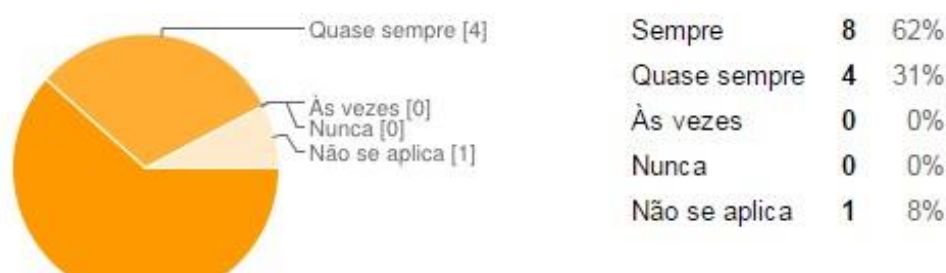 Quase sempre [4]
Às vezes [0]
Nunca [0]
Não se aplica [1]
Sempre 8 62%
Quase sempre 4 31%
Às vezes 0 0%
Nunca 0 0%
Não se aplica 1 8%